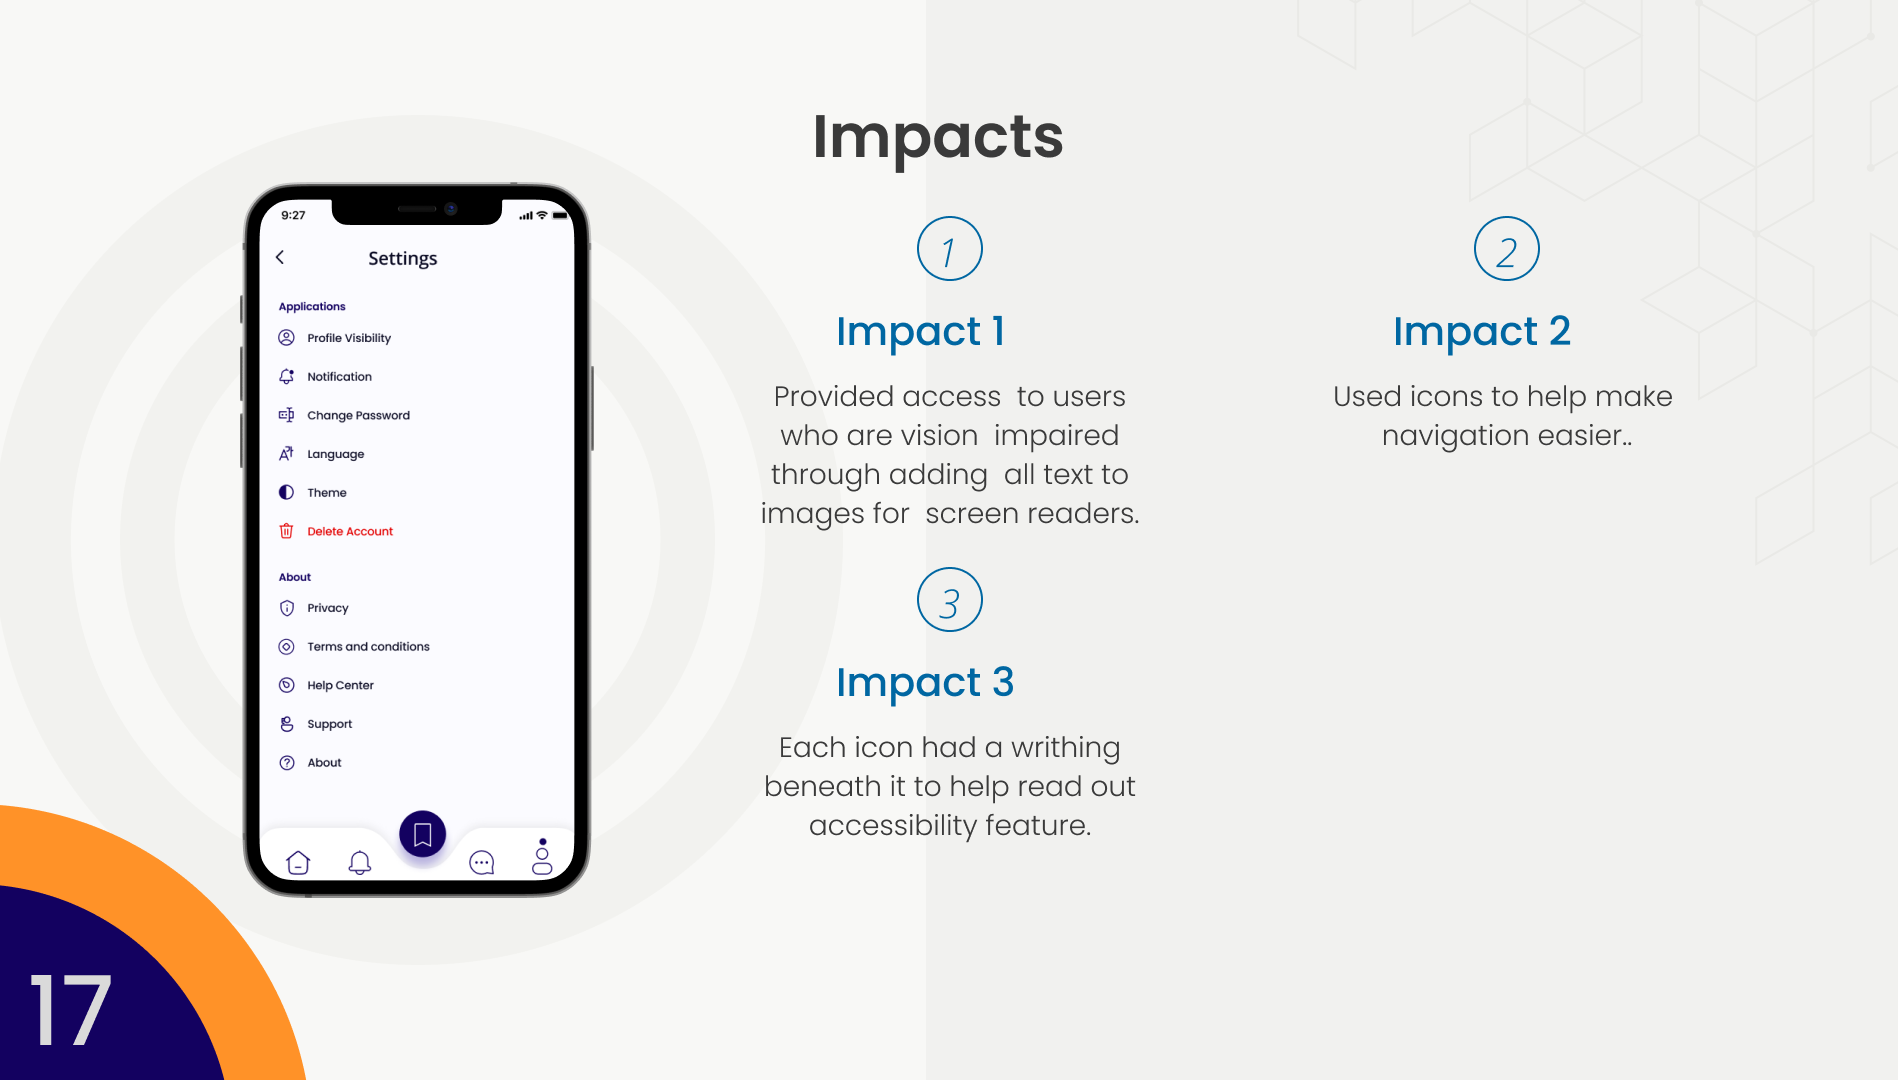 Impacts
9:27
Settings
Applications
Profile Visibility
Notification
Change Password
Language
Theme
Delete Account
About
Privacy
Terms and conditions
Help Center
Support
About
1
Impact 1
Provided access to users
who are vision impaired
through adding all text to
images for screen readers.
2
Impact 2
Used icons to help make
navigation easier..
3
Impact 3
Each icon had a writhing
beneath it to help read out
accessibility feature.
17